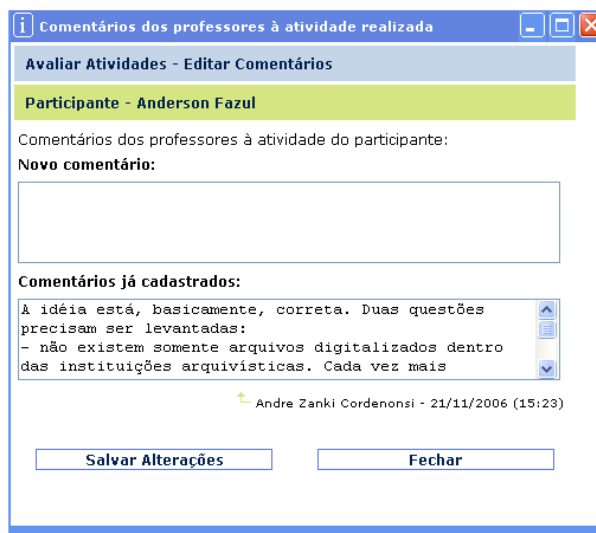 Comentários dos professores à atividade realizada
Avaliar Atividades - Editar Comentários
Participante - Anderson Fazul
Comentários dos professores à atividade do participante:
Novo comentário:
Comentários já cadastrados:
A idéia está, basicamente, correta. Duas questões
precisam ser levantadas:
- não existem somente arquivos digitalizados dentro
das instituições arquivísticas. Cada vez mais
Andre Zanki Cordenonsi - 21/11/2006 (15:23)
Salvar Alterações
Fechar